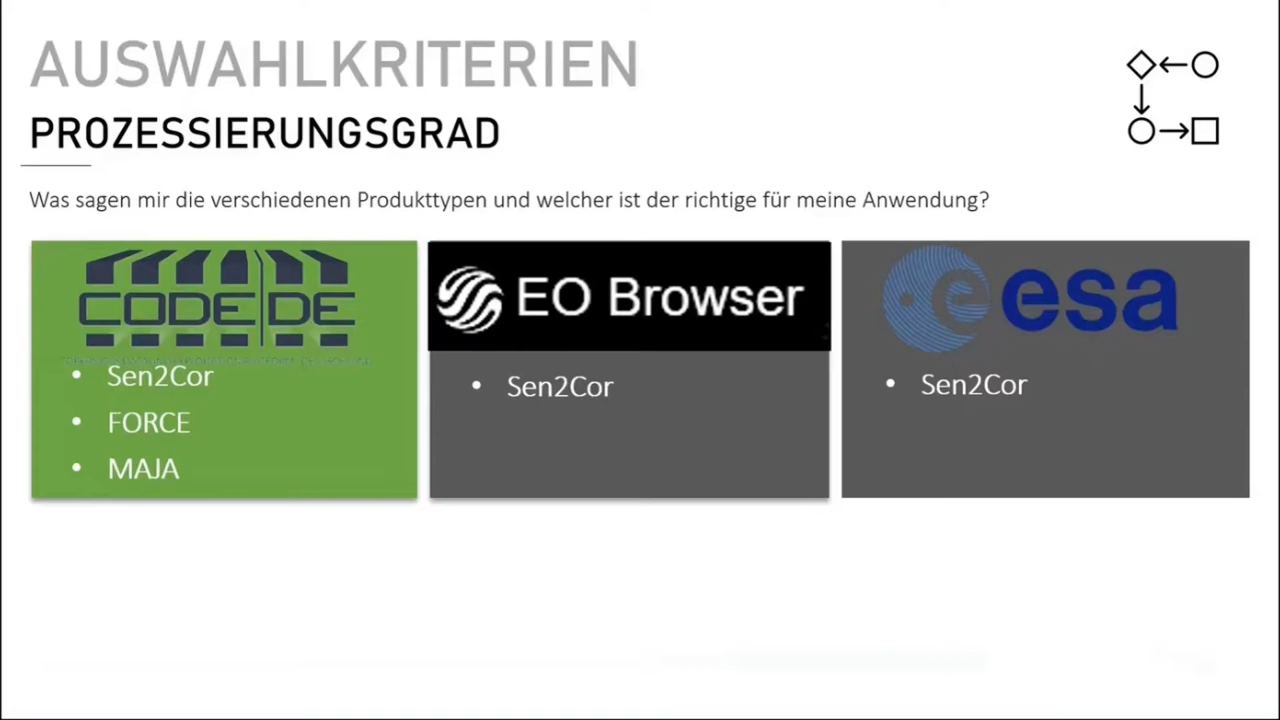 AUSWAHLKRITERIEN
PROZESSIERUNGSGRAD
Was sagen mir die verschiedenen Produkttypen und welcher ist der richtige für meine Anwendung?
CODE|DE
• Sen2Cor
• FORCE
• MAJA
EO Browser
• Sen2Cor
esa
• Sen2Cor